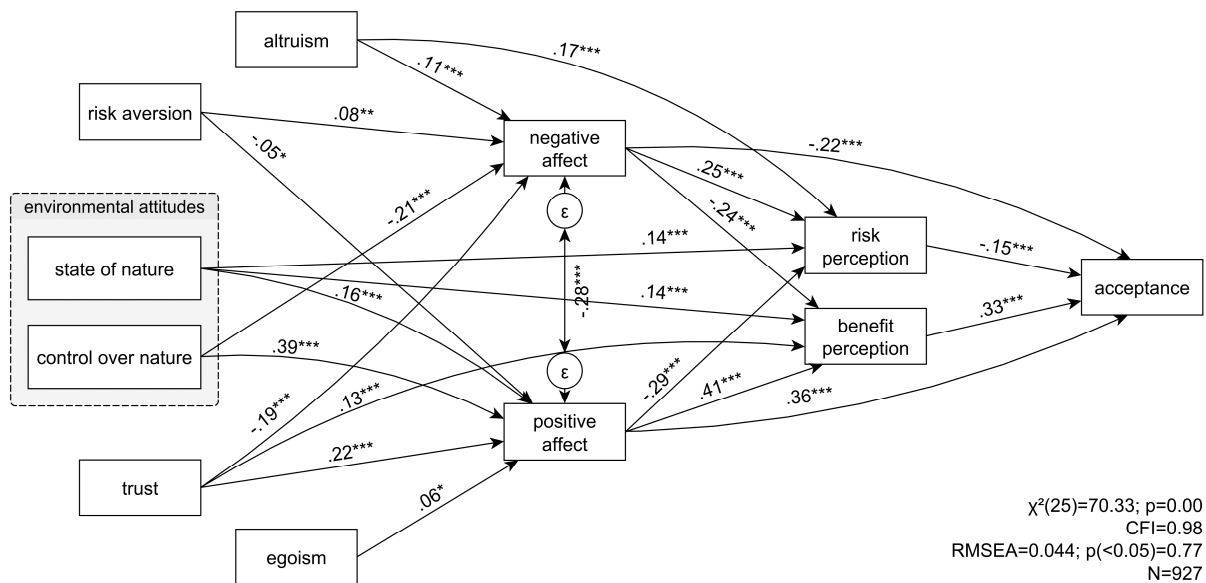 altruism
.17***
.11***
risk aversion
.08**
-.05*
negative
affect
-.22***
.25***
-.24***
environmental attitudes
-.21***
ε
state of nature
.14***
risk
perception
-.15***
.16***
-.28***
.14***
acceptance
control over nature
.39***
.33***
benefit
perception
ε
-.19***
.13***
-.29***
.41***
.36***
positive
affect
trust
.22***
.06*
egoism
χ²(25)=70.33; p=0.00
CFI=0.98
RMSEA=0.044; p(<0.05)=0.77
N=927